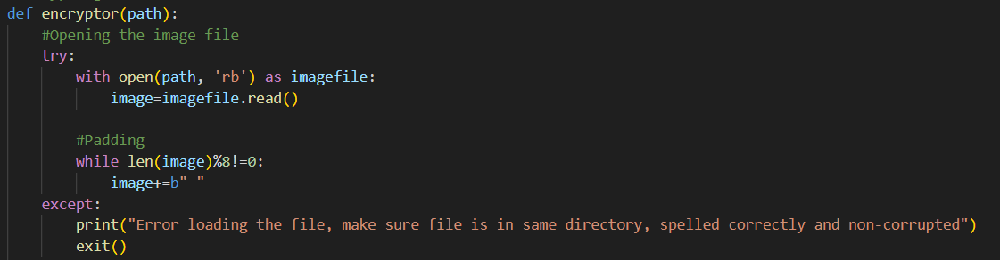 def encryptor(path):
    #Opening the image file
    try:
        with open(path, 'rb') as imagefile:
            image=imagefile.read()

        #Padding
        while len(image)%8!=0:
            image+=b" "
    except:
        print("Error loading the file, make sure file is in same directory, spelled correctly and non-corrupted")
        exit()